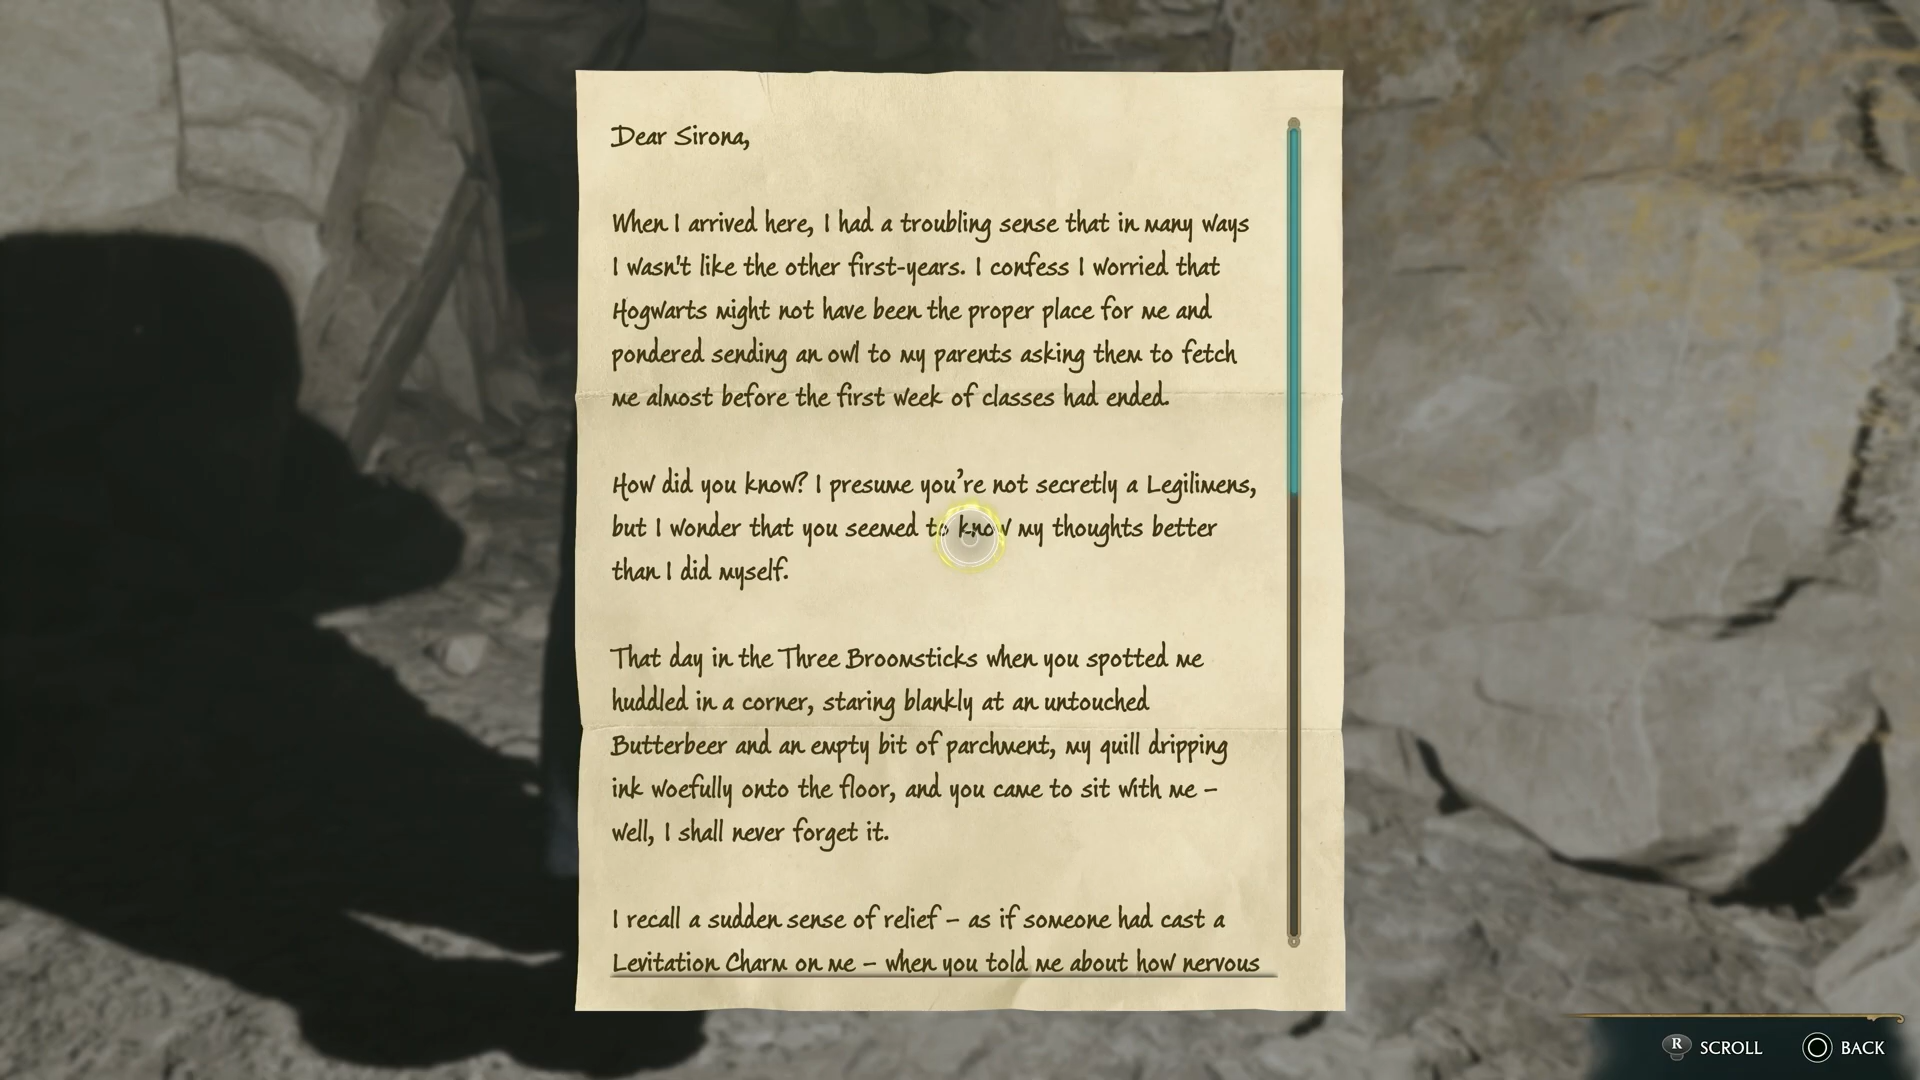 Dear Sirona,
When I arrived here, I had a troubling sense that in many ways
I wasn't like the other first-years. I confess I worried that
Hogwarts might not have been the proper place for me and
pondered sending an owl to my parents asking them to fetch
me almost before the first week of classes had ended.
How did you know? I presume you're not secretly a Legilimens,
but I wonder that you seemed to know my thoughts better
than I did myself.
That day in the Three Broomsticks when you spotted me
huddled in a corner, staring blankly at an untouched
Butterbeer and an empty bit of parchment, my quill dripping
ink woefully onto the floor, and you came to sit with me –
well, I shall never forget it.
I recall a sudden sense of relief – as if someone had cast a
Levitation Charm on me – when you told me about how nervous
R SCROLL
BACK